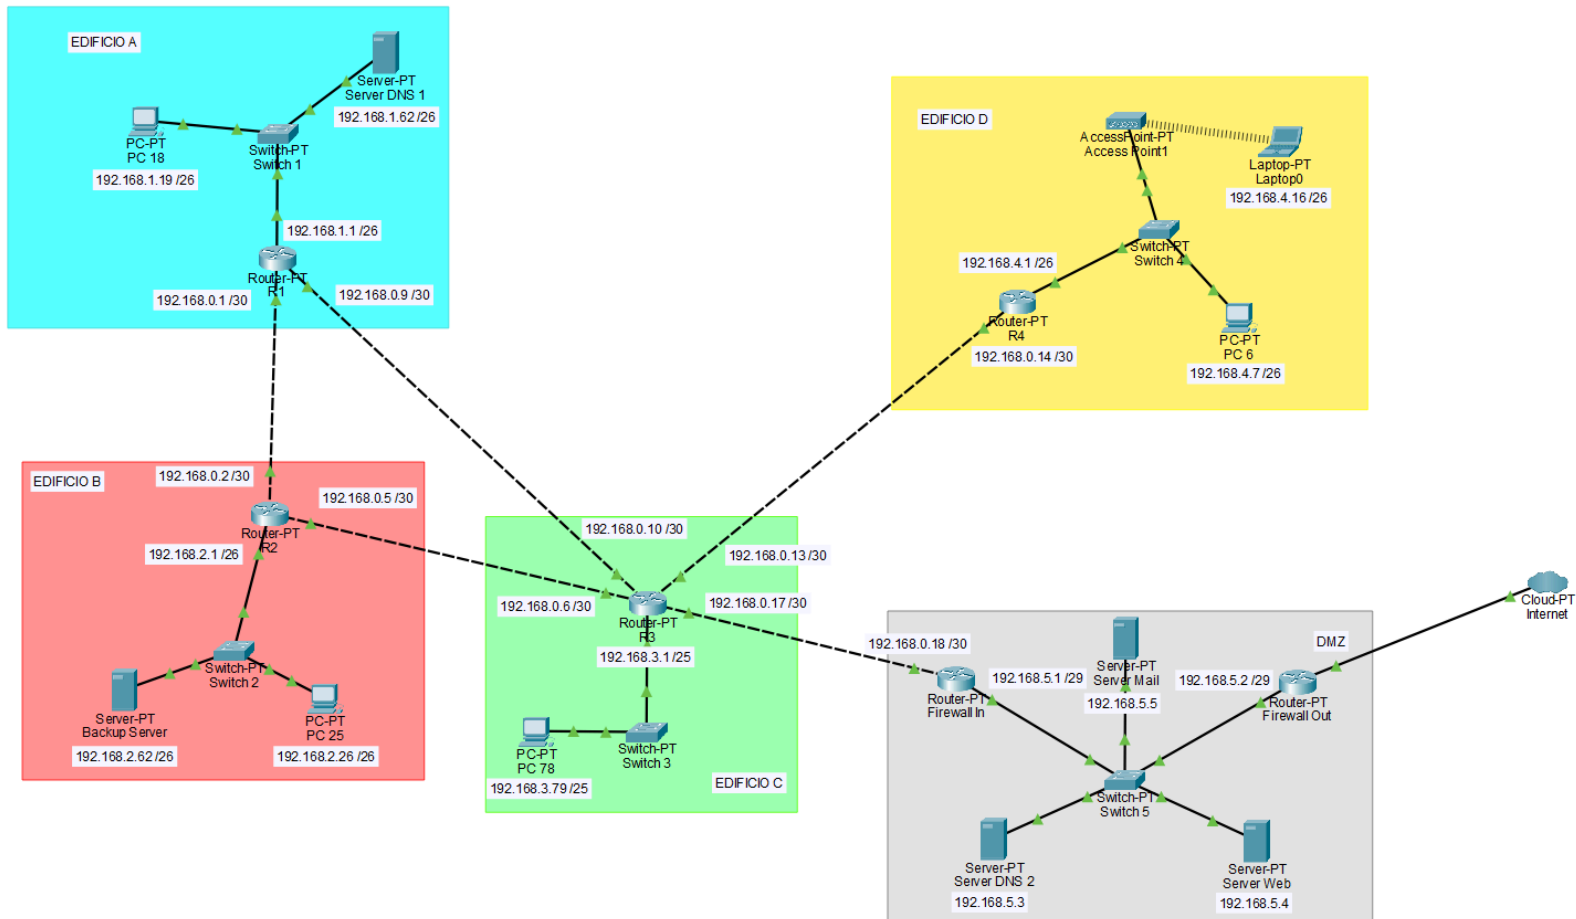 EDIFICIO A
Server-PT
Server DNS 1
192.168.1.62 /26
PC-PT
PC 18
192.168.1.19 /26
Switch-PT
Switch 1
192.168.1.1 /26
Router-PT
R1
192.168.0.1 /30
192.168.0.9 /30
EDIFICIO D
AccessPoint-PT
Access Point1
Laptop-PT
Laptop0
192.168.4.16 /26
Switch-PT
Switch 4
192.168.4.1 /26
Router-PT
R4
192.168.0.14 /30
PC-PT
PC 6
192.168.4.7 /26
EDIFICIO B
192.168.0.2 /30
192.168.0.5 /30
Router-PT
R2
192.168.2.1 /26
Switch-PT
Switch 2
Server-PT
Backup Server
192.168.2.62 /26
PC-PT
PC 25
192.168.2.26 /26
192.168.0.10 /30
192.168.0.13 /30
192.168.0.6 /30
192.168.0.17 /30
Router-PT
R3
192.168.3.1 /25
PC-PT
PC 78
192.168.3.79 /25
Switch-PT
Switch 3
EDIFICIO C
Cloud-PT
Internet
DMZ
192.168.0.18 /30
Router-PT
Firewall In
192.168.5.1 /29
Server-PT
Server Mail
192.168.5.5
192.168.5.2 /29
Router-PT
Firewall Out
Switch-PT
Switch 5
Server-PT
Server DNS 2
192.168.5.3
Server-PT
Server Web
192.168.5.4